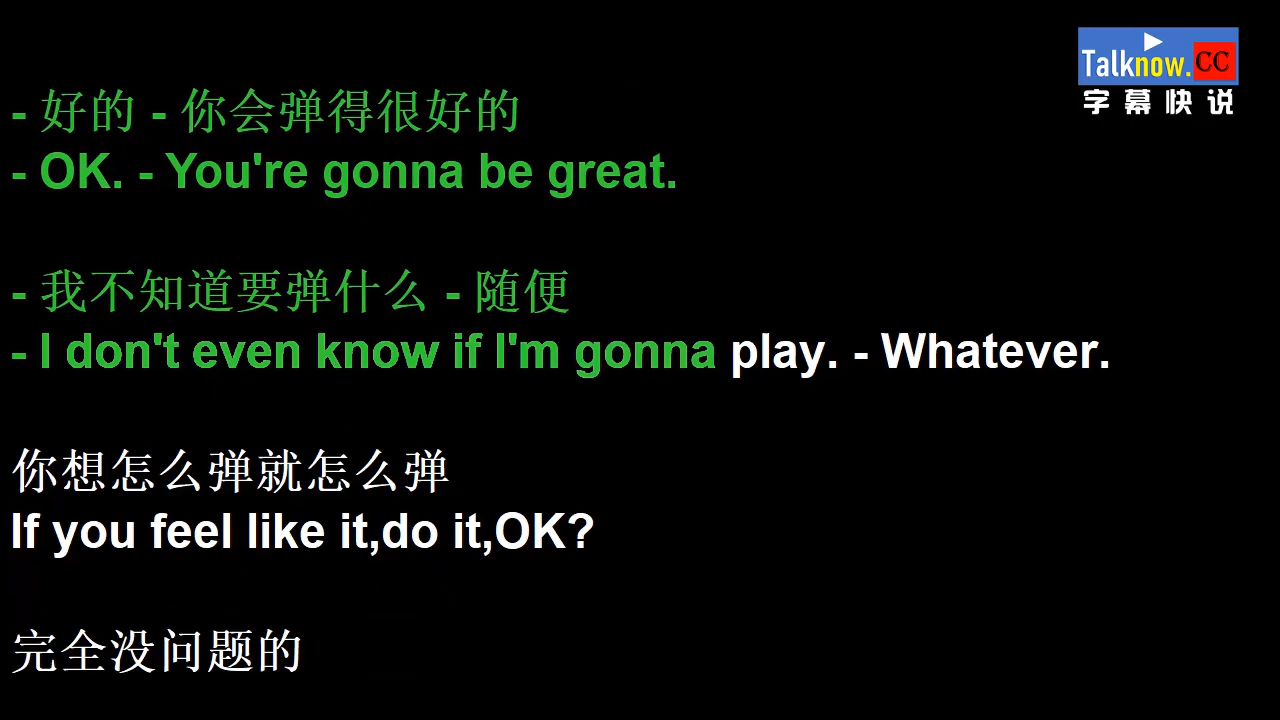 Talknow.CC
字幕快说
- 好的 - 你会弹得很好的
- OK. - You're gonna be great.
- 我不知道要弹什么 - 随便
- I don't even know if I'm gonna play. - Whatever.
你想怎么弹就怎么弹
If you feel like it,do it,OK?
完全没问题的